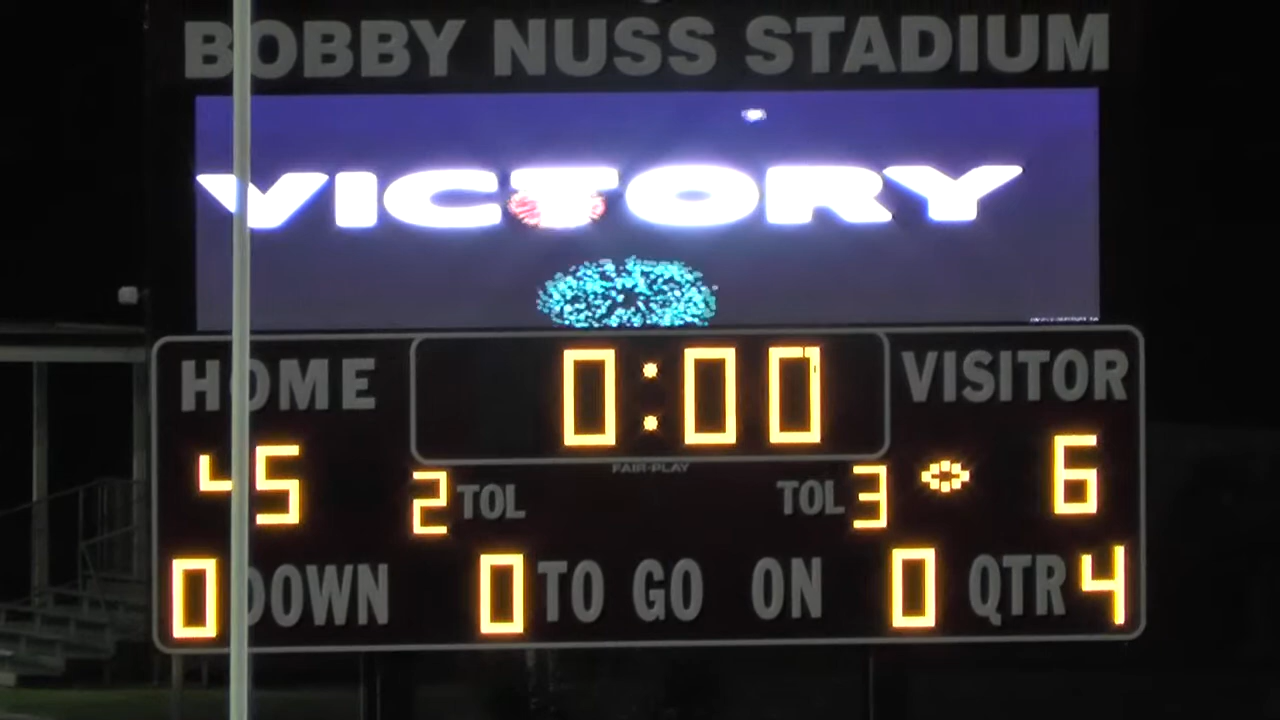 BOBBY NUSS STADIUM
VICTORY
HOME 0:00 VISITOR
FAIR-PLAY
45 2 TOL TOL 3 6
0 DOWN 0 TO GO ON 0 QTR 4